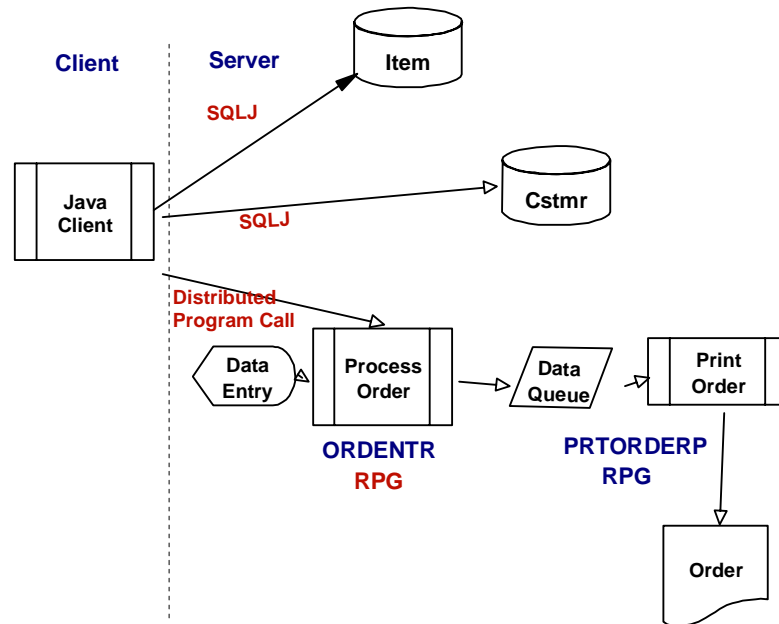 Client
Server
Item
SQLJ
Java
Client
Cstmr
SQLJ
Distributed
Program Call
Data
Entry
Process
Order
Data
Queue
Print
Order
ORDENTR
RPG
PRTORDERP
RPG
Order